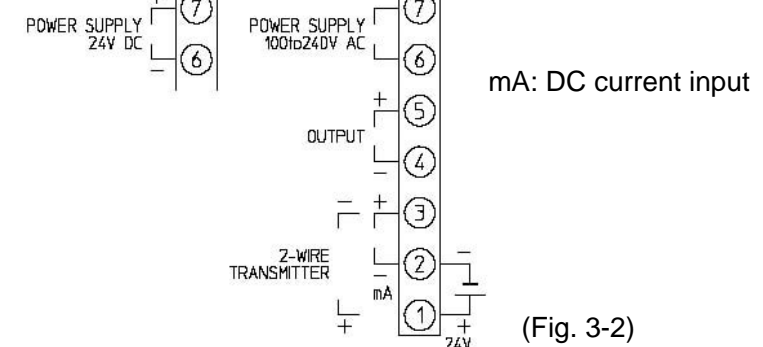 +
7
POWER SUPPLY
24V DC
6
−
7
POWER SUPPLY
100to240V AC
6
mA: DC current input
+
5
OUTPUT
4
−
− +
3
2-WIRE
TRANSMITTER
2
−
−
mA
1
+
+
24V
(Fig. 3-2)